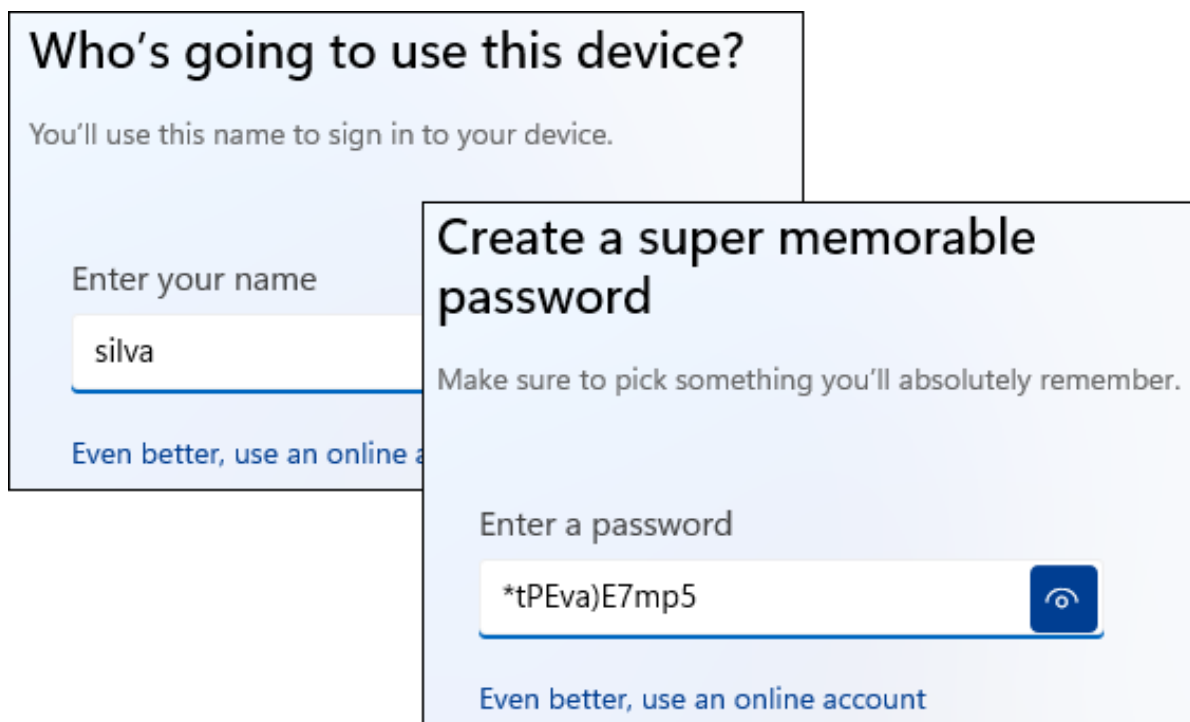 Who's going to use this device?
You'll use this name to sign in to your device.
Enter your name
silva
Even better, use an online
Create a super memorable
password
Make sure to pick something you'll absolutely remember.
Enter a password
*tPEva)E7mp5
Even better, use an online account